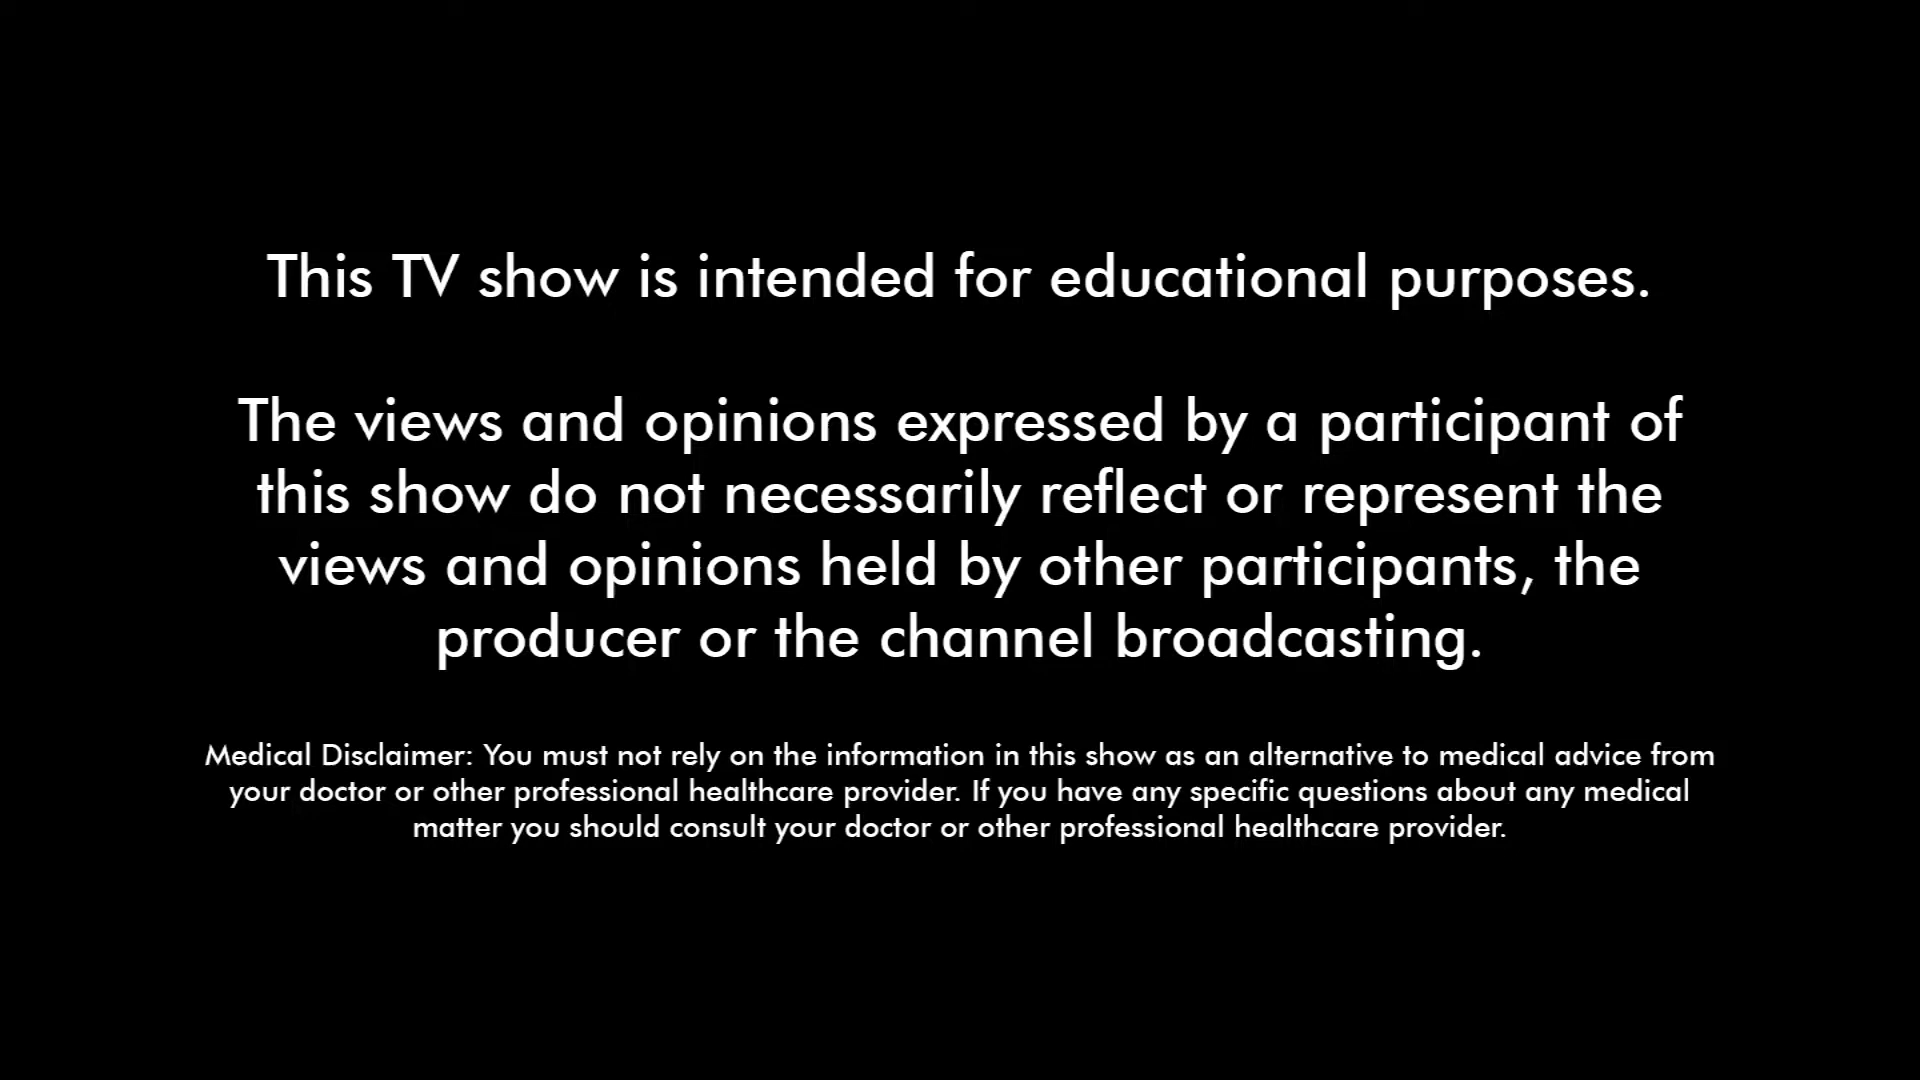 This TV show is intended for educational purposes.
The views and opinions expressed by a participant of
this show do not necessarily reflect or represent the
views and opinions held by other participants, the
producer or the channel broadcasting.
Medical Disclaimer: You must not rely on the information in this show as an alternative to medical advice from
your doctor or other professional healthcare provider. If you have any specific questions about any medical
matter you should consult your doctor or other professional healthcare provider.